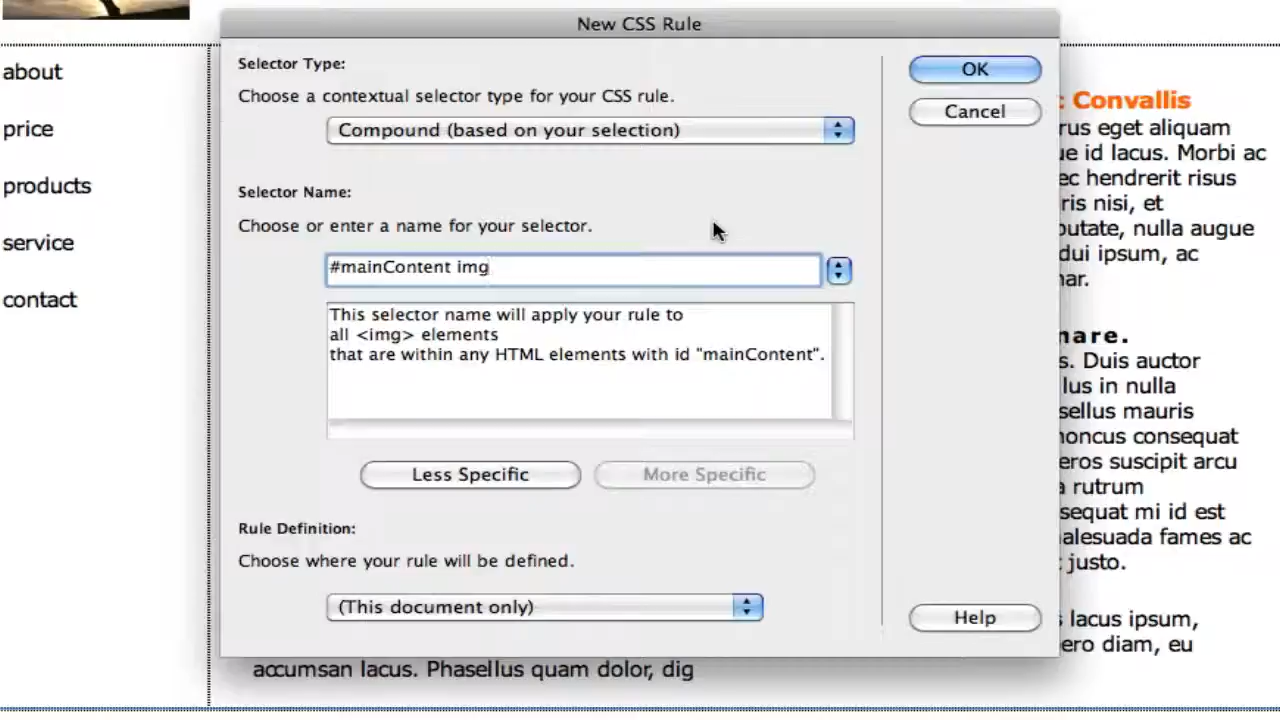 New CSS Rule
Selector Type:
Choose a contextual selector type for your CSS rule.
Compound (based on your selection)
Selector Name:
Choose or enter a name for your selector.
#mainContent img
This selector name will apply your rule to
all <img> elements
that are within any HTML elements with id "mainContent".
Less Specific
More Specific
Rule Definition:
Choose where your rule will be defined.
(This document only)
OK
Cancel
Help
about
price
products
service
contact
: Convallis
rus eget aliquam
ue id lacus. Morbi ac
ec hendrerit risus
ris nisi, et
putate, nulla augue
dui ipsum, ac
nar.
nare.
s. Duis auctor
llus in nulla
sellus mauris
noncus consequat
eros suscipit arcu
a rutrum
sequat mi id est
alesuada fames ac
justo.
lacus ipsum,
ero diam, eu
accumsan lacus. Phasellus quam dolor, dig